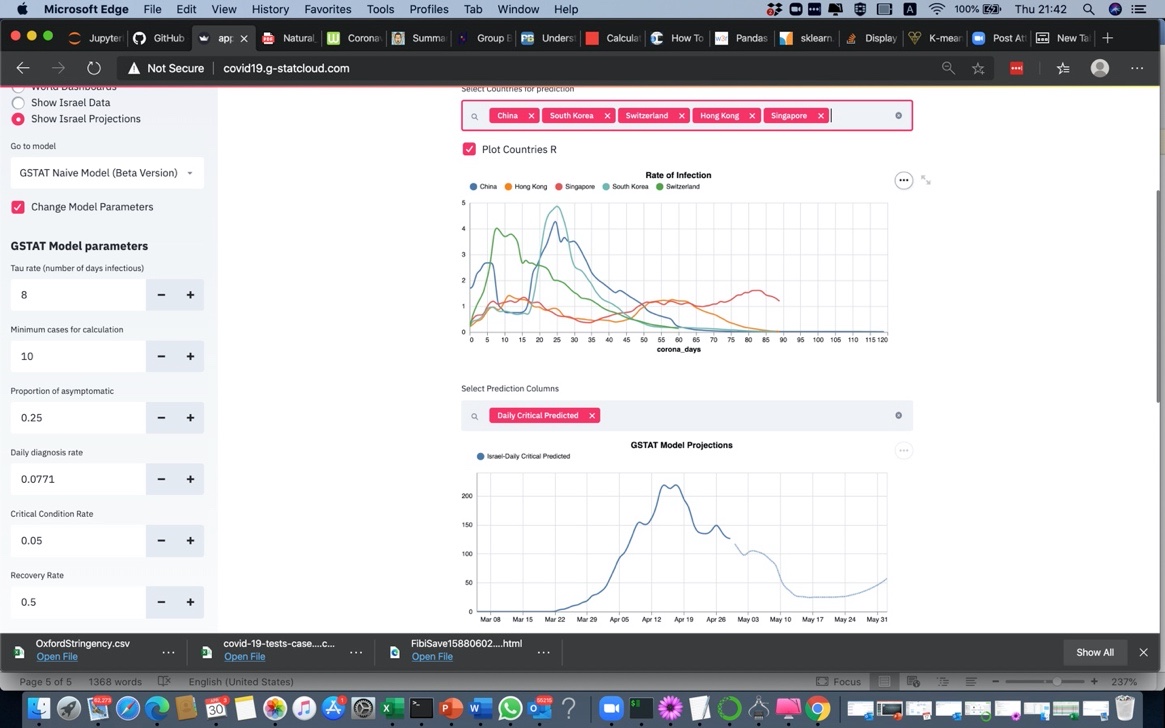 Microsoft Edge File Edit View History Favorites Tools Profiles Tab Window Help
100% Thu 21:42
Jupyter GitHub app Natural Corona Summa Group E Underst Calculat How To Pandas sklearn. Display K-mean Post At New Ta
Not Secure covid19.g-statcloud.com
World Dashboards
Show Israel Data
Show Israel Projections
Go to model
GSTAT Naive Model (Beta Version)
Change Model Parameters
GSTAT Model parameters
Tau rate (number of days infectious)
8
Minimum cases for calculation
10
Proportion of asymptomatic
0.25
Daily diagnosis rate
0.0771
Critical Condition Rate
0.05
Recovery Rate
0.5
Select Countries for prediction
China South Korea Switzerland Hong Kong Singapore
Plot Countries R
Rate of Infection
China Hong Kong Singapore South Korea Switzerland
5
4
3
2
1
0
0 5 10 15 20 25 30 35 40 45 50 55 60 65 70 75 80 85 90 95 100 105 110 115 120
corona_days
Select Prediction Columns
Daily Critical Predicted
GSTAT Model Projections
Israel-Daily Critical Predicted
200
150
100
50
0
Mar 08 Mar 15 Mar 22 Mar 29 Apr 05 Apr 12 Apr 19 Apr 26 May 03 May 10 May 17 May 24 May 31
OxfordStringency.csv
Open File
covid-19-tests-case....c...
Open File
FibiSave15880602....html
Open File
Show All
Page 5 of 5 1368 words English (United States) Focus 237%
30